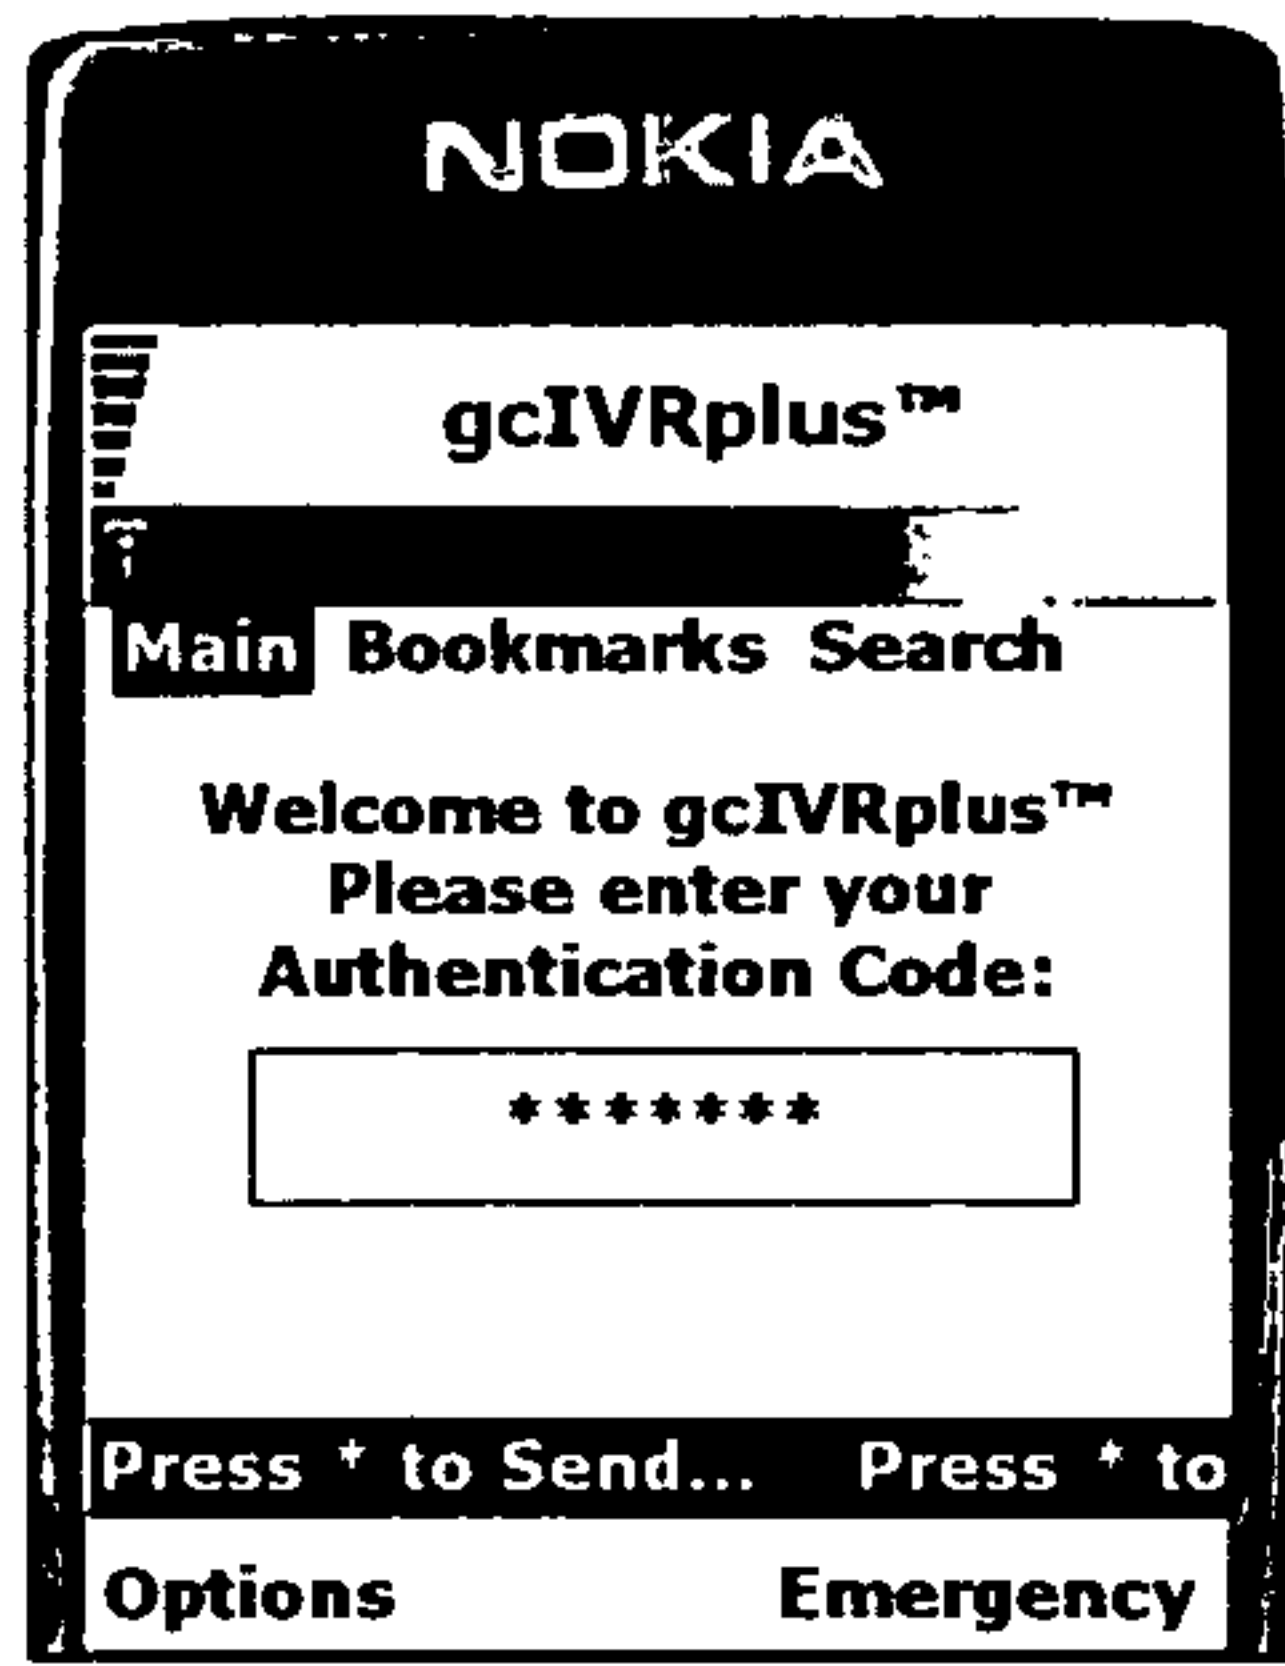 NOKIA
gcIVRplus™
Main Bookmarks Search
Welcome to gcIVRplus™
Please enter your
Authentication Code:
*******
Press * to Send... Press * to
Options Emergency